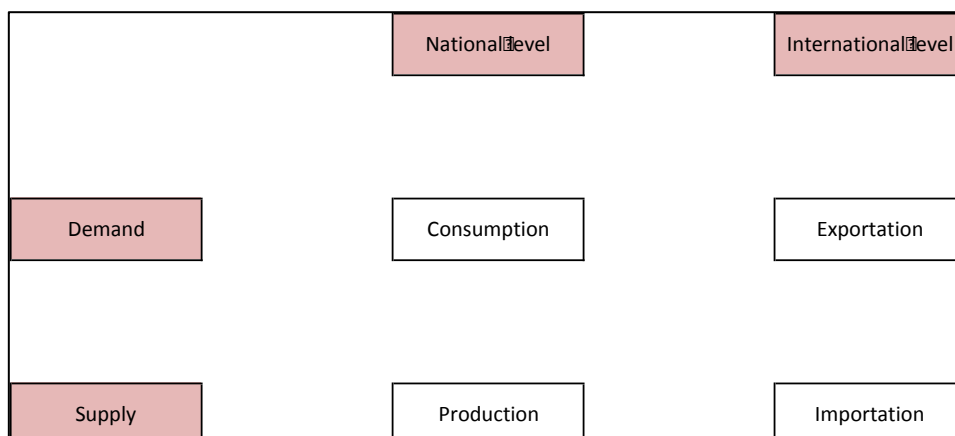 National level
International level
Demand
Consumption
Exportation
Supply
Production
Importation